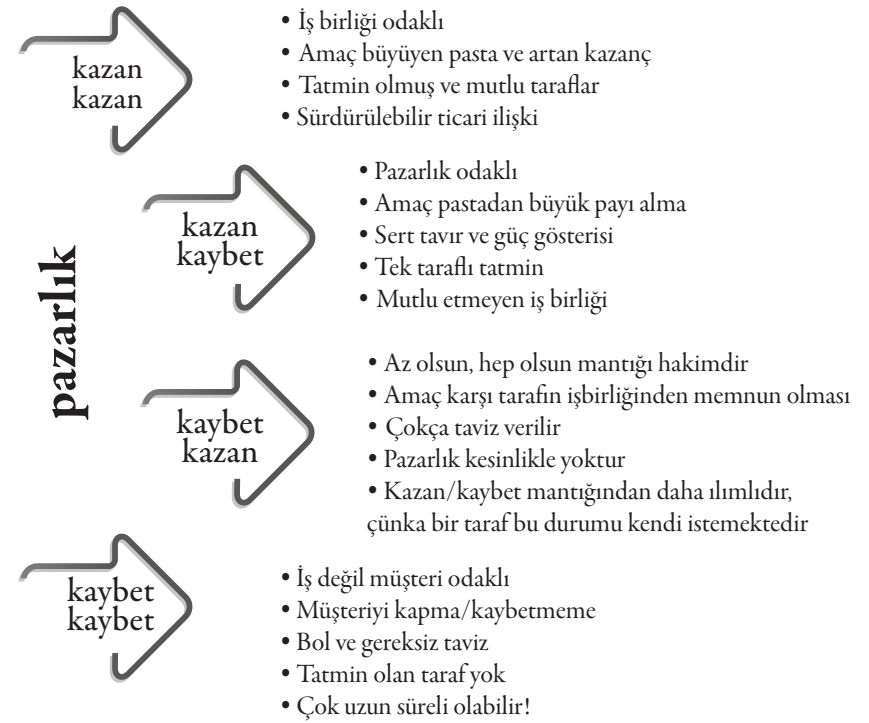 kazan
kazan
• İş birliği odaklı
• Amaç büyüyen pasta ve artan kazanç
• Tatmin olmuş ve mutlu taraflar
• Sürdürülebilir ticari ilişki
pazarlık
kazan
kaybet
• Pazarlık odaklı
• Amaç pastadan büyük payı alma
• Sert tavır ve güç gösterisi
• Tek taraflı tatmin
• Mutlu etmeyen iş birliği
kaybet
kazan
• Az olsun, hep olsun mantığı hakimdir
• Amaç karşı tarafın işbirliğinden memnun olması
• Çokça taviz verilir
• Pazarlık kesinlikle yoktur
• Kazan/kaybet mantığından daha ılımlıdır,
çünka bir taraf bu durumu kendi istemektedir
kaybet
kaybet
• İş değil müşteri odaklı
• Müşteriyi kapma/kaybetmeme
• Bol ve gereksiz taviz
• Tatmin olan taraf yok
• Çok uzun süreli olabilir!